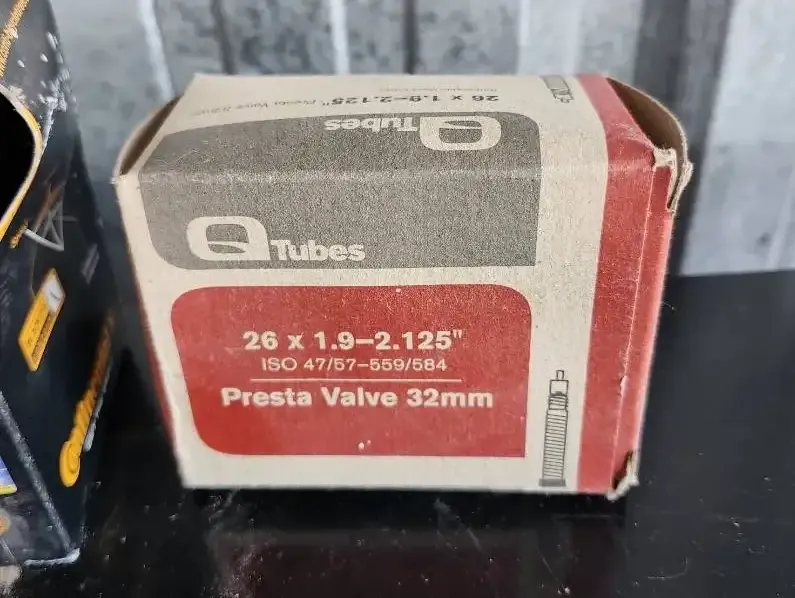 26 x 1.9–2.125" Presta Valve 32mm
Q Tubes
Q Tubes
26 x 1.9–2.125"
ISO 47/57–559/584
Presta Valve 32mm